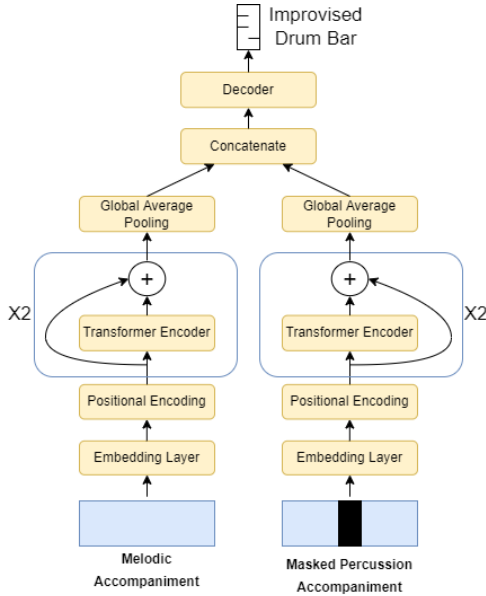 Improvised
Drum Bar
Decoder
Concatenate
Global Average
Pooling
Global Average
Pooling
+
+
X2
X2
Transformer Encoder
Transformer Encoder
Positional Encoding
Positional Encoding
Embedding Layer
Embedding Layer
Melodic
Accompaniment
Masked Percussion
Accompaniment